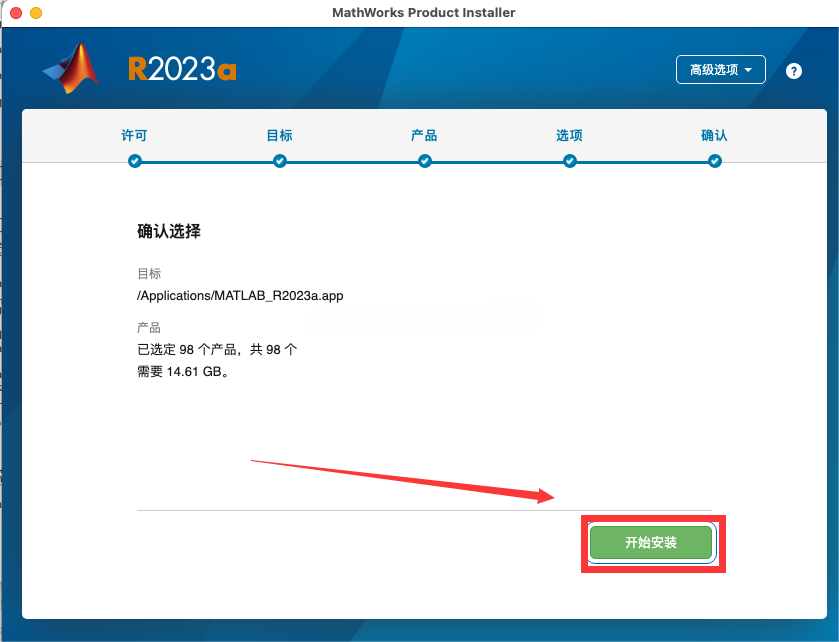 MathWorks Product Installer
R2023a
高级选项
?
许可
目标
产品
选项
确认
确认选择
目标
/Applications/MATLAB_R2023a.app
产品
已选定 98 个产品，共 98 个
需要 14.61 GB。
开始安装